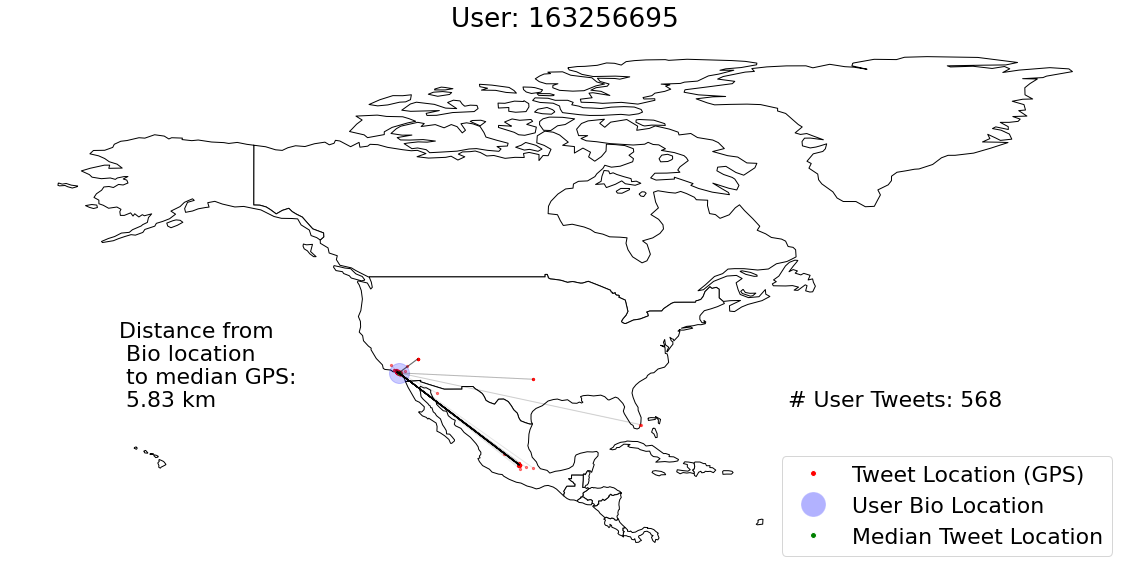 User: 163256695
Distance from
Bio location
to median GPS:
5.83 km
# User Tweets: 568
Tweet Location (GPS)
User Bio Location
Median Tweet Location